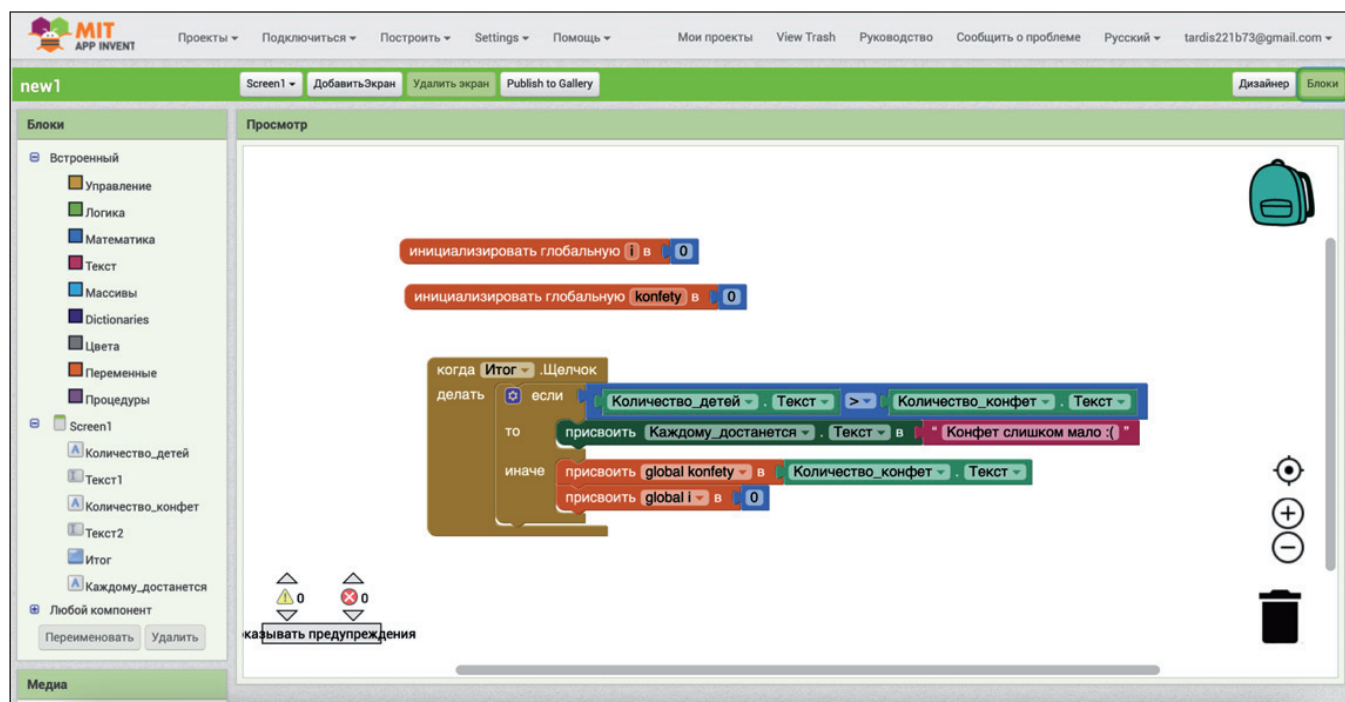 MIT
APP INVENT
Проекты Подключиться Построить Settings Помощь Мои проекты View Trash Руководство Сообщить о проблеме Русский tardis221b73@gmail.com
new1 Screen1 ДобавитьЭкран Удалить экран Publish to Gallery Дизайнер Блоки
Блоки Просмотр
Встроенный
Управление
Логика
Математика
Текст
Массивы
Dictionaries
Цвета
Переменные
Процедуры
Screen1
Количество_детей
Текст1
Количество_конфет
Текст2
Итог
Каждому_достанется
Любой компонент
Переименовать Удалить
Медиа
инициализировать глобальную i в 0
инициализировать глобальную konfety в 0
когда Итог .Щелчок
делать если Количество_детей . Текст > Количество_конфет . Текст
то присвоить Каждому_достанется . Текст в " Конфет слишком мало :( "
иначе присвоить global konfety в Количество_конфет . Текст
присвоить global i в 0
0 0
казывать предупреждения